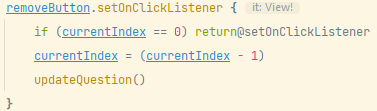 removeButton.setOnClickListener { it: View!
    if (currentIndex == 0) return@setOnClickListener
    currentIndex = (currentIndex - 1)
    updateQuestion()
}